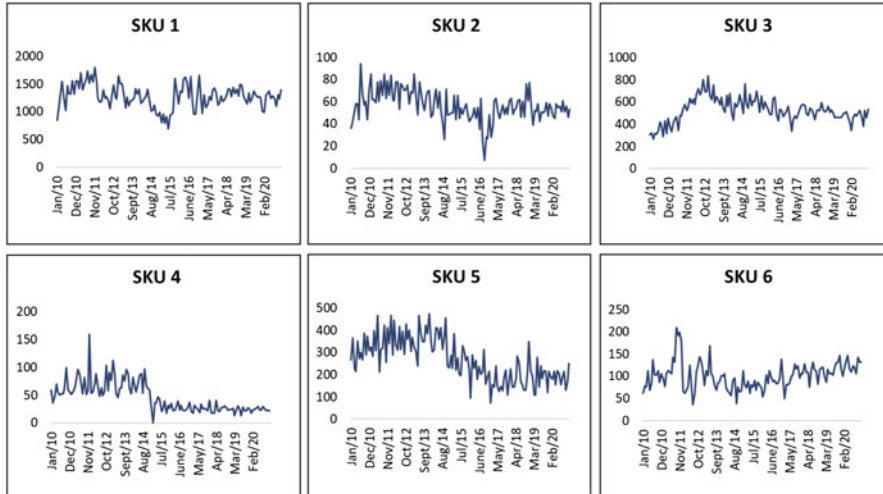 SKU 1
2000
1500
1000
500
0
Jan/10
Dec/10
Nov/11
Oct/12
Sept/13
Aug/14
Jul/15
June/16
May/17
Apr/18
Mar/19
Feb/20
SKU 2
100
80
60
40
20
0
Jan/10
Dec/10
Nov/11
Oct/12
Sept/13
Aug/14
Jul/15
June/16
May/17
Apr/18
Mar/19
Feb/20
SKU 3
1000
800
600
400
200
0
Jan/10
Dec/10
Nov/11
Oct/12
Sept/13
Aug/14
Jul/15
June/16
May/17
Apr/18
Mar/19
Feb/20
SKU 4
200
150
100
50
0
Jan/10
Dec/10
Nov/11
Oct/12
Sept/13
Aug/14
Jul/15
June/16
May/17
Apr/18
Mar/19
Feb/20
SKU 5
500
400
300
200
100
0
Jan/10
Dec/10
Nov/11
Oct/12
Sept/13
Aug/14
Jul/15
June/16
May/17
Apr/18
Mar/19
Feb/20
SKU 6
250
200
150
100
50
0
Jan/10
Dec/10
Nov/11
Oct/12
Sept/13
Aug/14
Jul/15
June/16
May/17
Apr/18
Mar/19
Feb/20